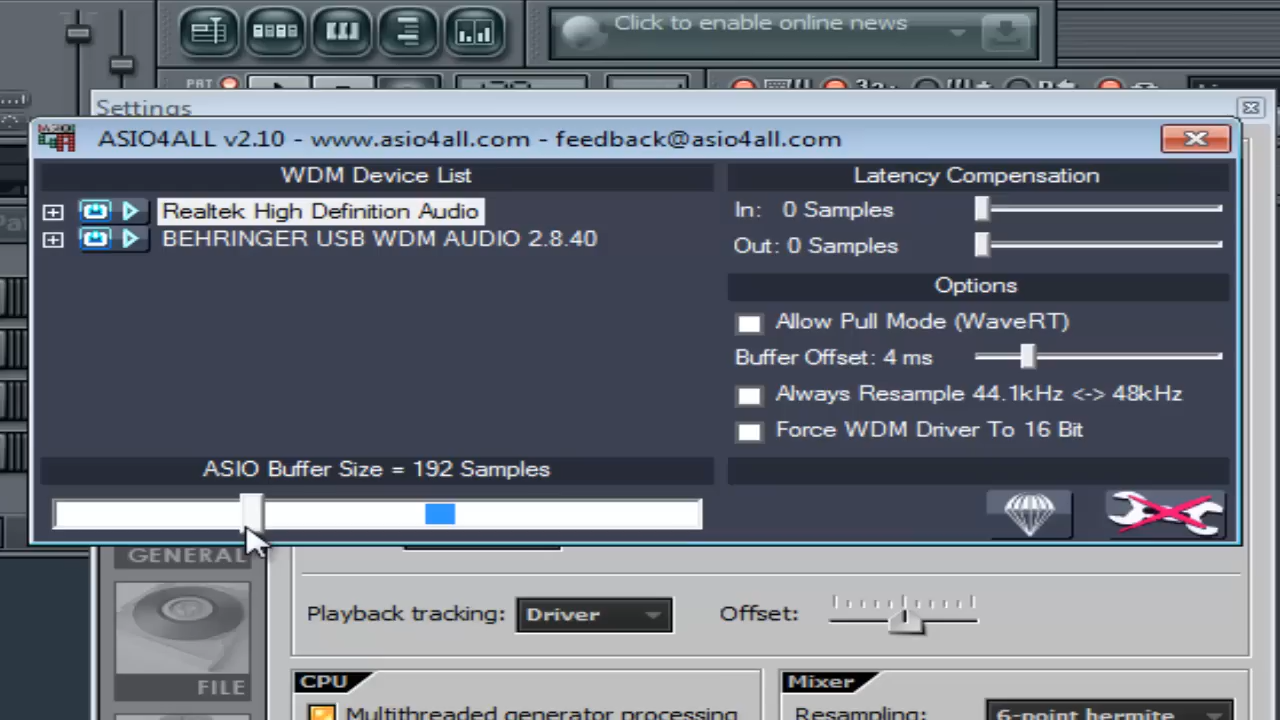 Click to enable online news
PAT
Settings
ASIO4ALL v2.10 - www.asio4all.com - feedback@asio4all.com
WDM Device List
Latency Compensation
Realtek High Definition Audio
In: 0 Samples
BEHRINGER USB WDM AUDIO 2.8.40
Out: 0 Samples
Options
Allow Pull Mode (WaveRT)
Buffer Offset: 4 ms
Always Resample 44.1kHz <-> 48kHz
Force WDM Driver To 16 Bit
ASIO Buffer Size = 192 Samples
GENERAL
Playback tracking: Driver
Offset:
FILE
CPU
Mixer
Multithreaded generator processing
Resampling: 6-point hermite